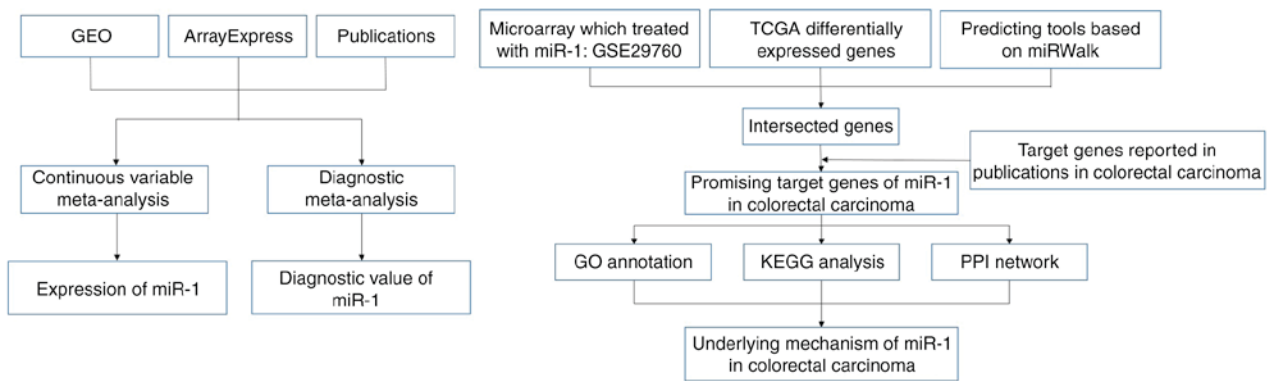 GEO
ArrayExpress
Publications
Continuous variable
meta-analysis
Diagnostic
meta-analysis
Expression of miR-1
Diagnostic value of
miR-1
Microarray which treated
with miR-1: GSE29760
TCGA differentially
expressed genes
Predicting tools based
on miRWalk
Intersected genes
Target genes reported in
publications in colorectal carcinoma
Promising target genes of miR-1
in colorectal carcinoma
GO annotation
KEGG analysis
PPI network
Underlying mechanism of miR-1
in colorectal carcinoma